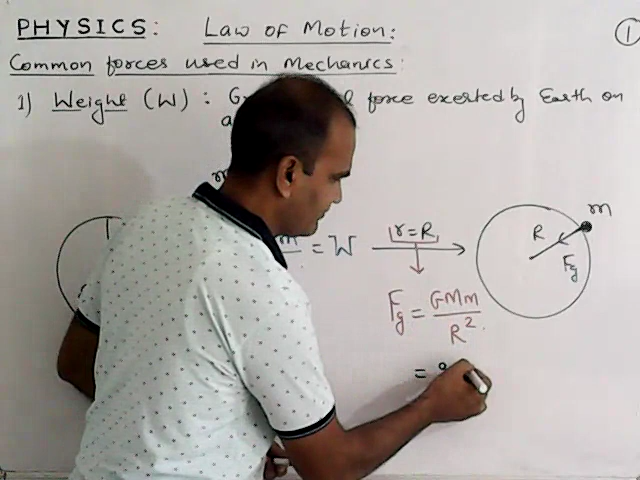 PHYSICS: Law of Motion: 1
Common forces used in Mechanics:
1) Weight (W) : force exerted by Earth on
m
= W r=R R m
Fg
Fg = GMm
R²
=